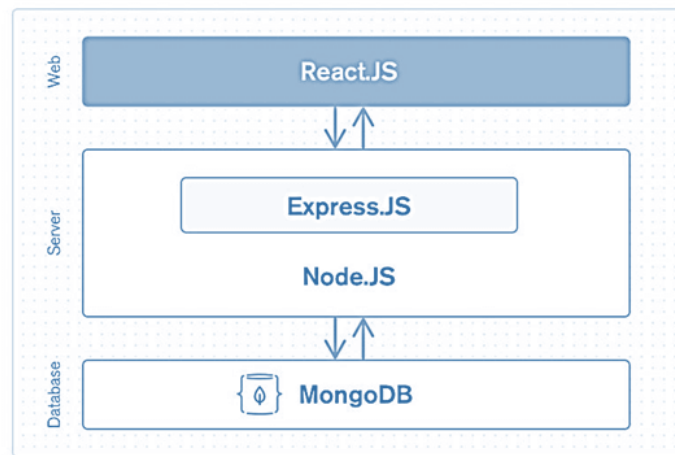 Web
React.JS
Server
Express.JS
Node.JS
Database
MongoDB